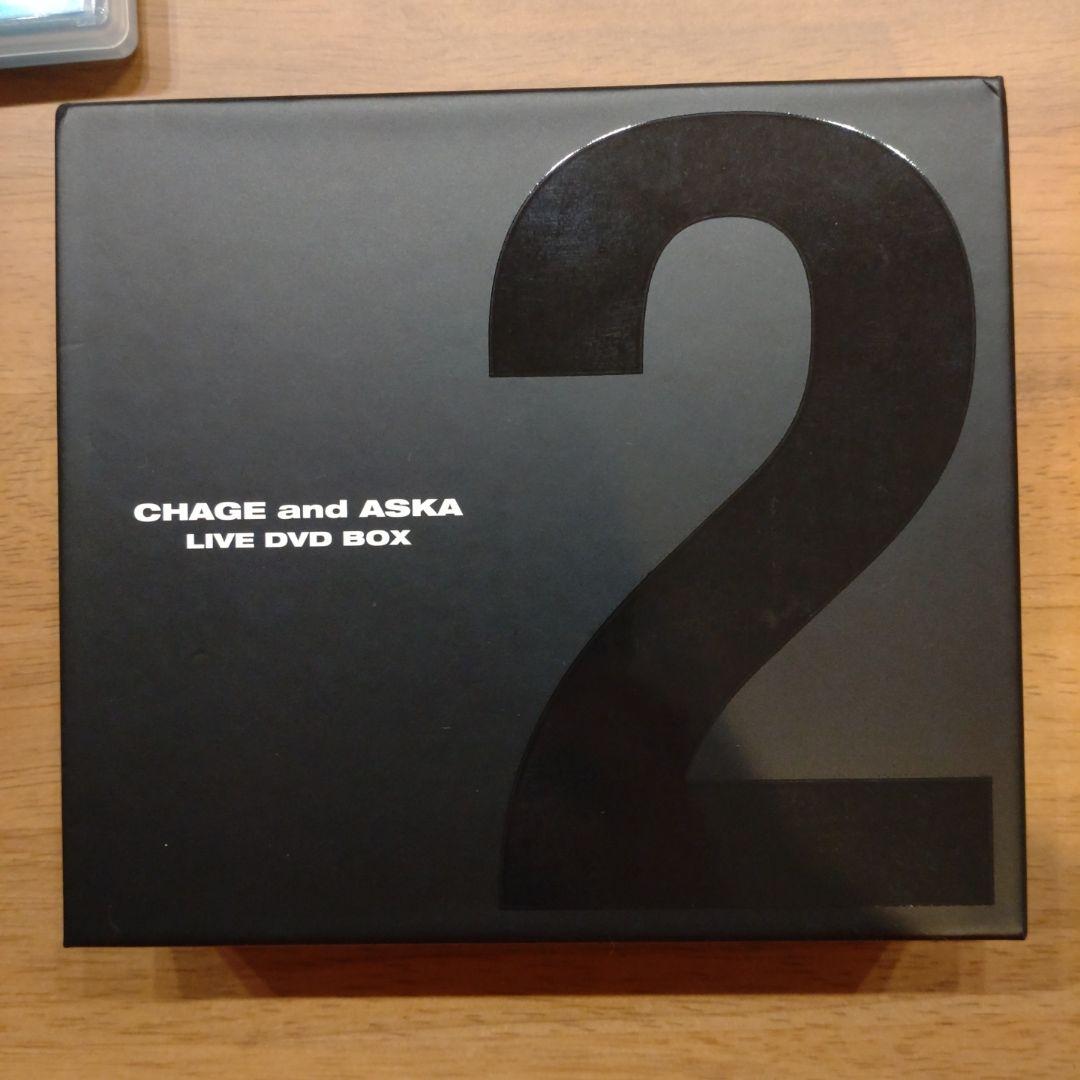 CHAGE and ASKA
LIVE DVD BOX
2